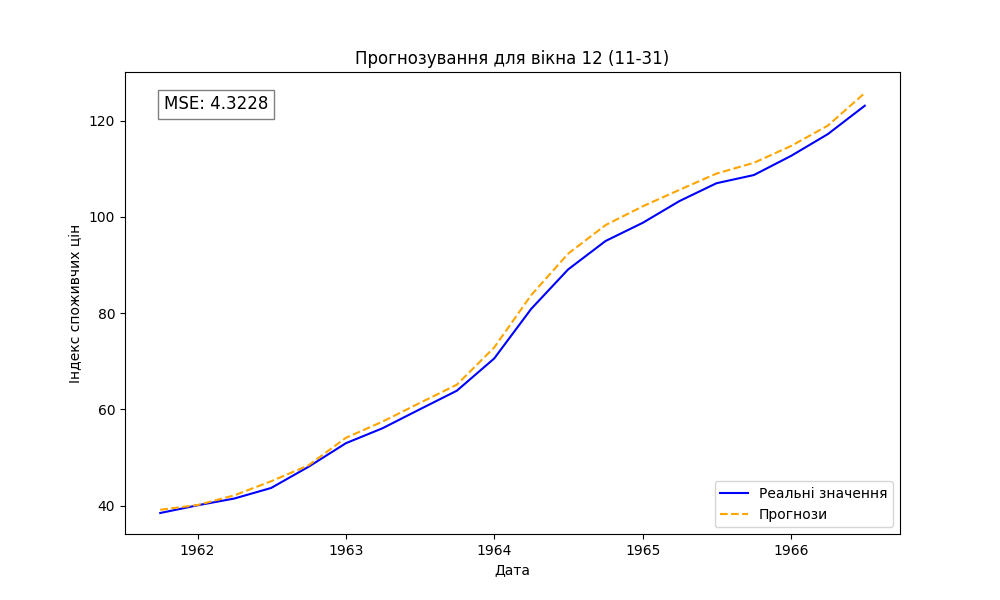 Прогнозування для вікна 12 (11-31)
MSE: 4.3228
120
100
80
60
40
Індекс споживчих цін
Реальні значення
Прогнози
1962 1963 1964 1965 1966
Дата